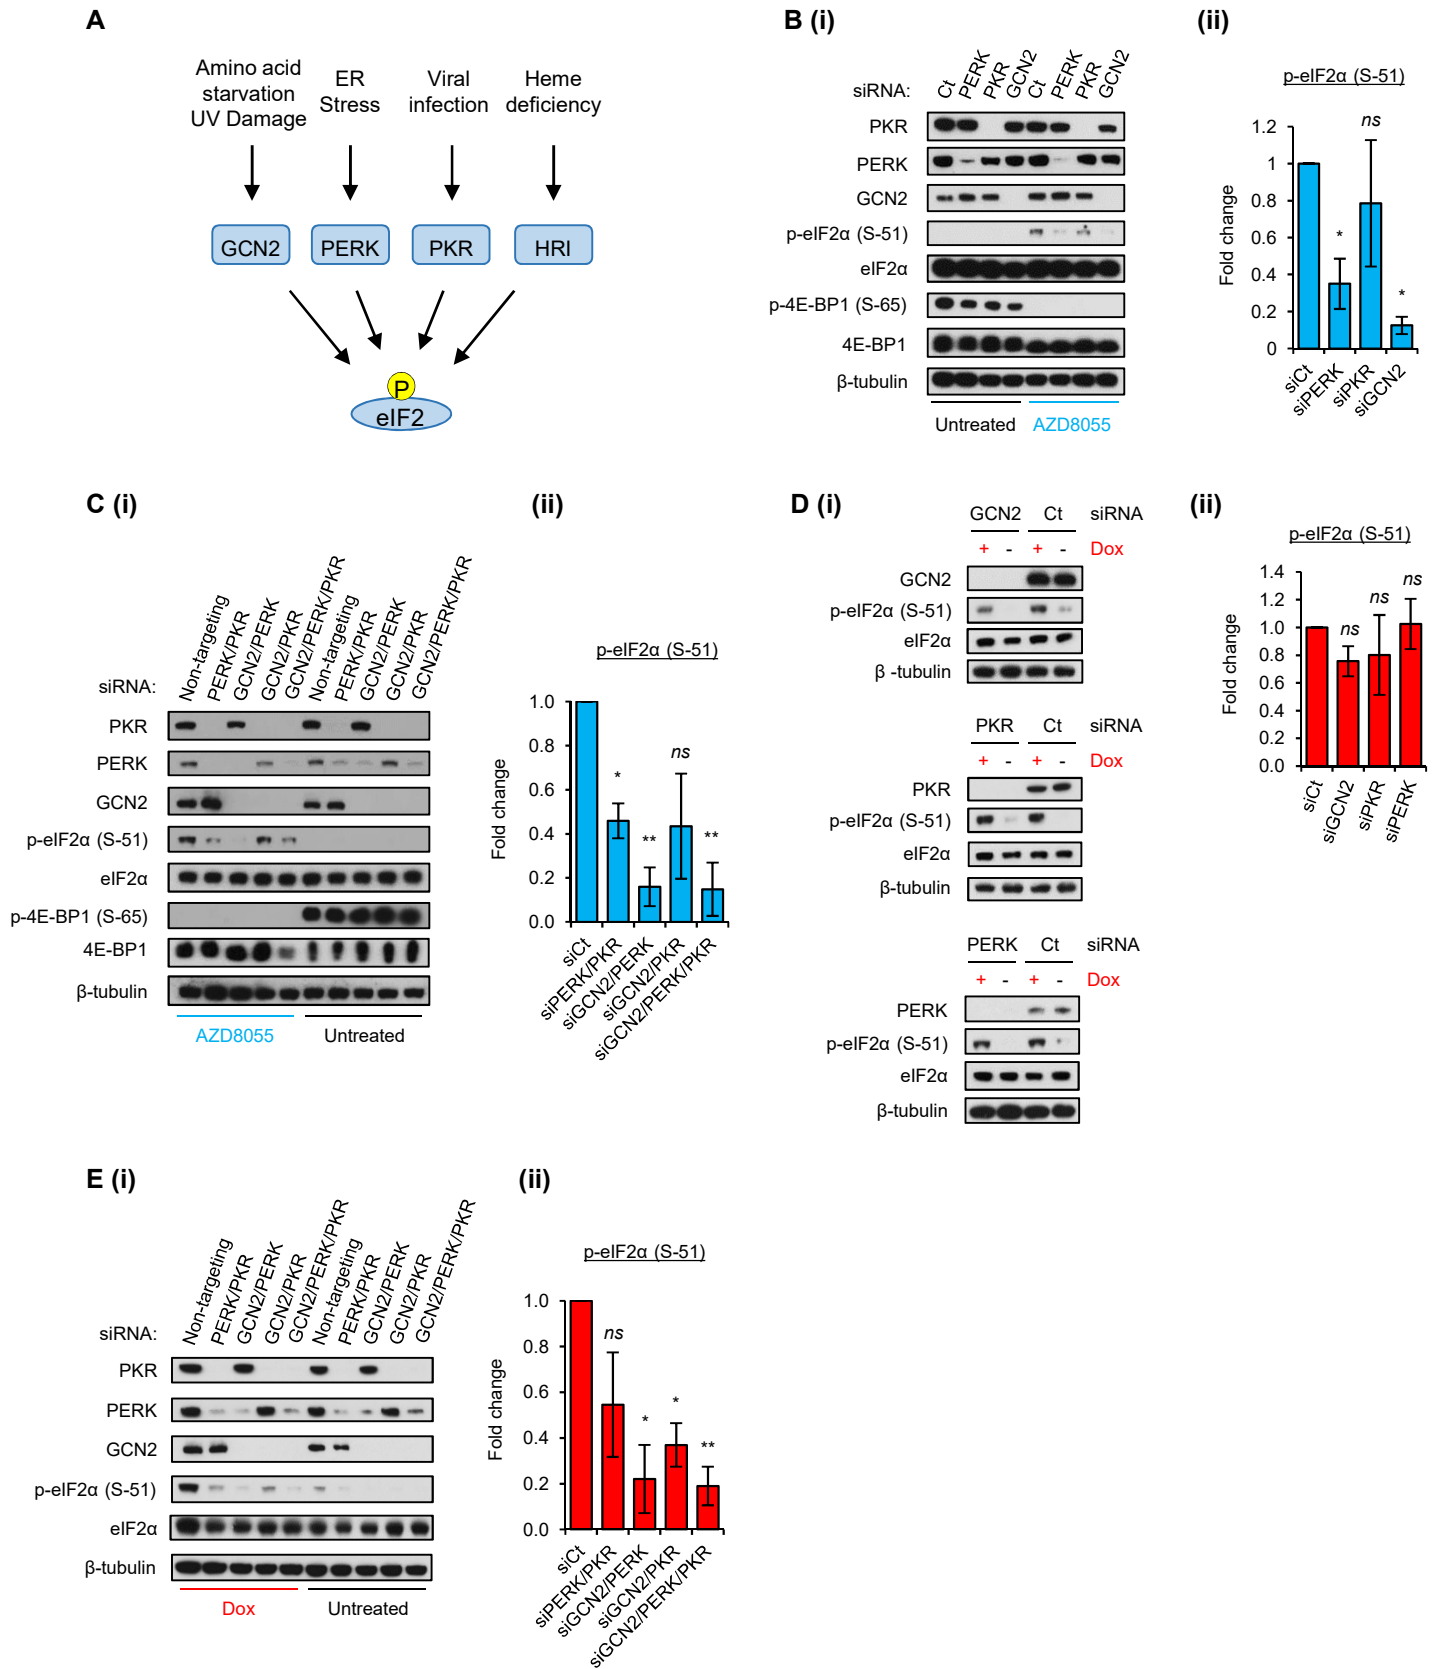 A
Amino acid
starvation
UV Damage
ER
Stress
Viral
infection
Heme
deficiency
GCN2
PERK
PKR
HRI
P
eIF2
B (i)
siRNA:
Ct
PERK
PKR
GCN2
Ct
PERK
PKR
GCN2
PKR
PERK
GCN2
p-eIF2α (S-51)
eIF2α
p-4E-BP1 (S-65)
4E-BP1
β-tubulin
Untreated
AZD8055
(ii)
p-eIF2α (S-51)
Fold change
1.2
1
0.8
0.6
0.4
0.2
0
*
ns
*
siCt
siPERK
siPKR
siGCN2
C (i)
siRNA:
Non-targeting
PERK/PKR
GCN2/PERK
GCN2/PKR
GCN2/PERK/PKR
Non-targeting
PERK/PKR
GCN2/PERK
GCN2/PKR
GCN2/PERK/PKR
PKR
PERK
GCN2
p-eIF2α (S-51)
eIF2α
p-4E-BP1 (S-65)
4E-BP1
β-tubulin
AZD8055
Untreated
(ii)
p-eIF2α (S-51)
Fold change
1.0
0.8
0.6
0.4
0.2
0.0
*
**
ns
**
siCt
siPERK/PKR
siGCN2/PERK
siGCN2/PKR
siGCN2/PERK/PKR
D (i)
GCN2 Ct siRNA
+ - + - Dox
GCN2
p-eIF2α (S-51)
eIF2α
β -tubulin
PKR Ct siRNA
+ - + - Dox
PKR
p-eIF2α (S-51)
eIF2α
β-tubulin
PERK Ct siRNA
+ - + - Dox
PERK
p-eIF2α (S-51)
eIF2α
β-tubulin
(ii)
p-eIF2α (S-51)
Fold change
1.4
1.2
1.0
0.8
0.6
0.4
0.2
0.0
ns
ns
ns
siCt
siGCN2
siPKR
siPERK
E (i)
siRNA:
Non-targeting
PERK/PKR
GCN2/PERK
GCN2/PKR
GCN2/PERK/PKR
Non-targeting
PERK/PKR
GCN2/PERK
GCN2/PKR
GCN2/PERK/PKR
PKR
PERK
GCN2
p-eIF2α (S-51)
eIF2α
β-tubulin
Dox
Untreated
(ii)
p-eIF2α (S-51)
Fold change
1.0
0.8
0.6
0.4
0.2
0.0
ns
*
*
**
siCt
siPERK/PKR
siGCN2/PERK
siGCN2/PKR
siGCN2/PERK/PKR